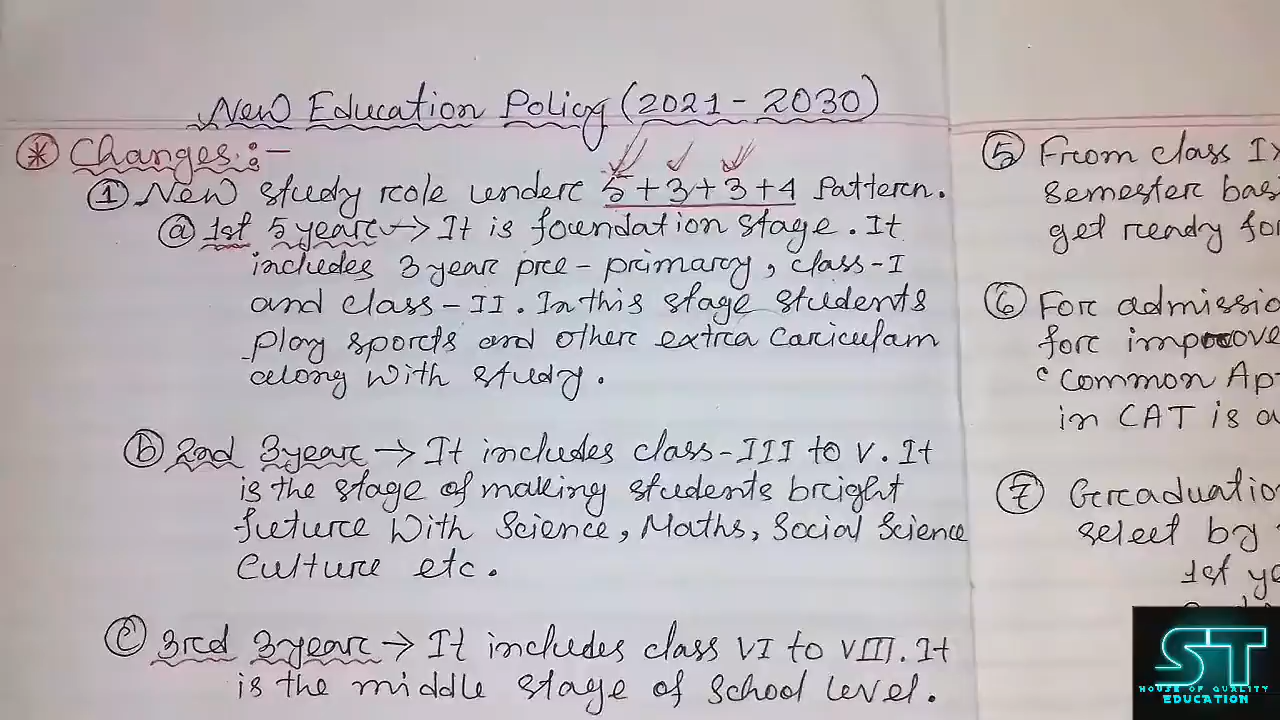 New Education Policy (2021 - 2030)
* Changes :-
① New study role under 5+3+3+4 Pattern.
ⓐ 1st 5 year → It is foundation stage. It
includes 3 year pre-primary, class-I
and class-II. In this stage students
play sports and other extra cariculam
along with study.
ⓑ 2nd 3 year → It includes class-III to V. It
is the stage of making students bright
future with Science, Maths, Social Science
Culture etc.
ⓒ 3rd 3 year → It includes class VI to VIII. It
is the middle stage of school level.
⑤ From class IX
semester basi
get ready for
⑥ For admissio
for improve
Common Ap
in CAT is a
⑦ Graduatio
select by
1st ye
ST
HOUSE OF QUALITY
EDUCATION